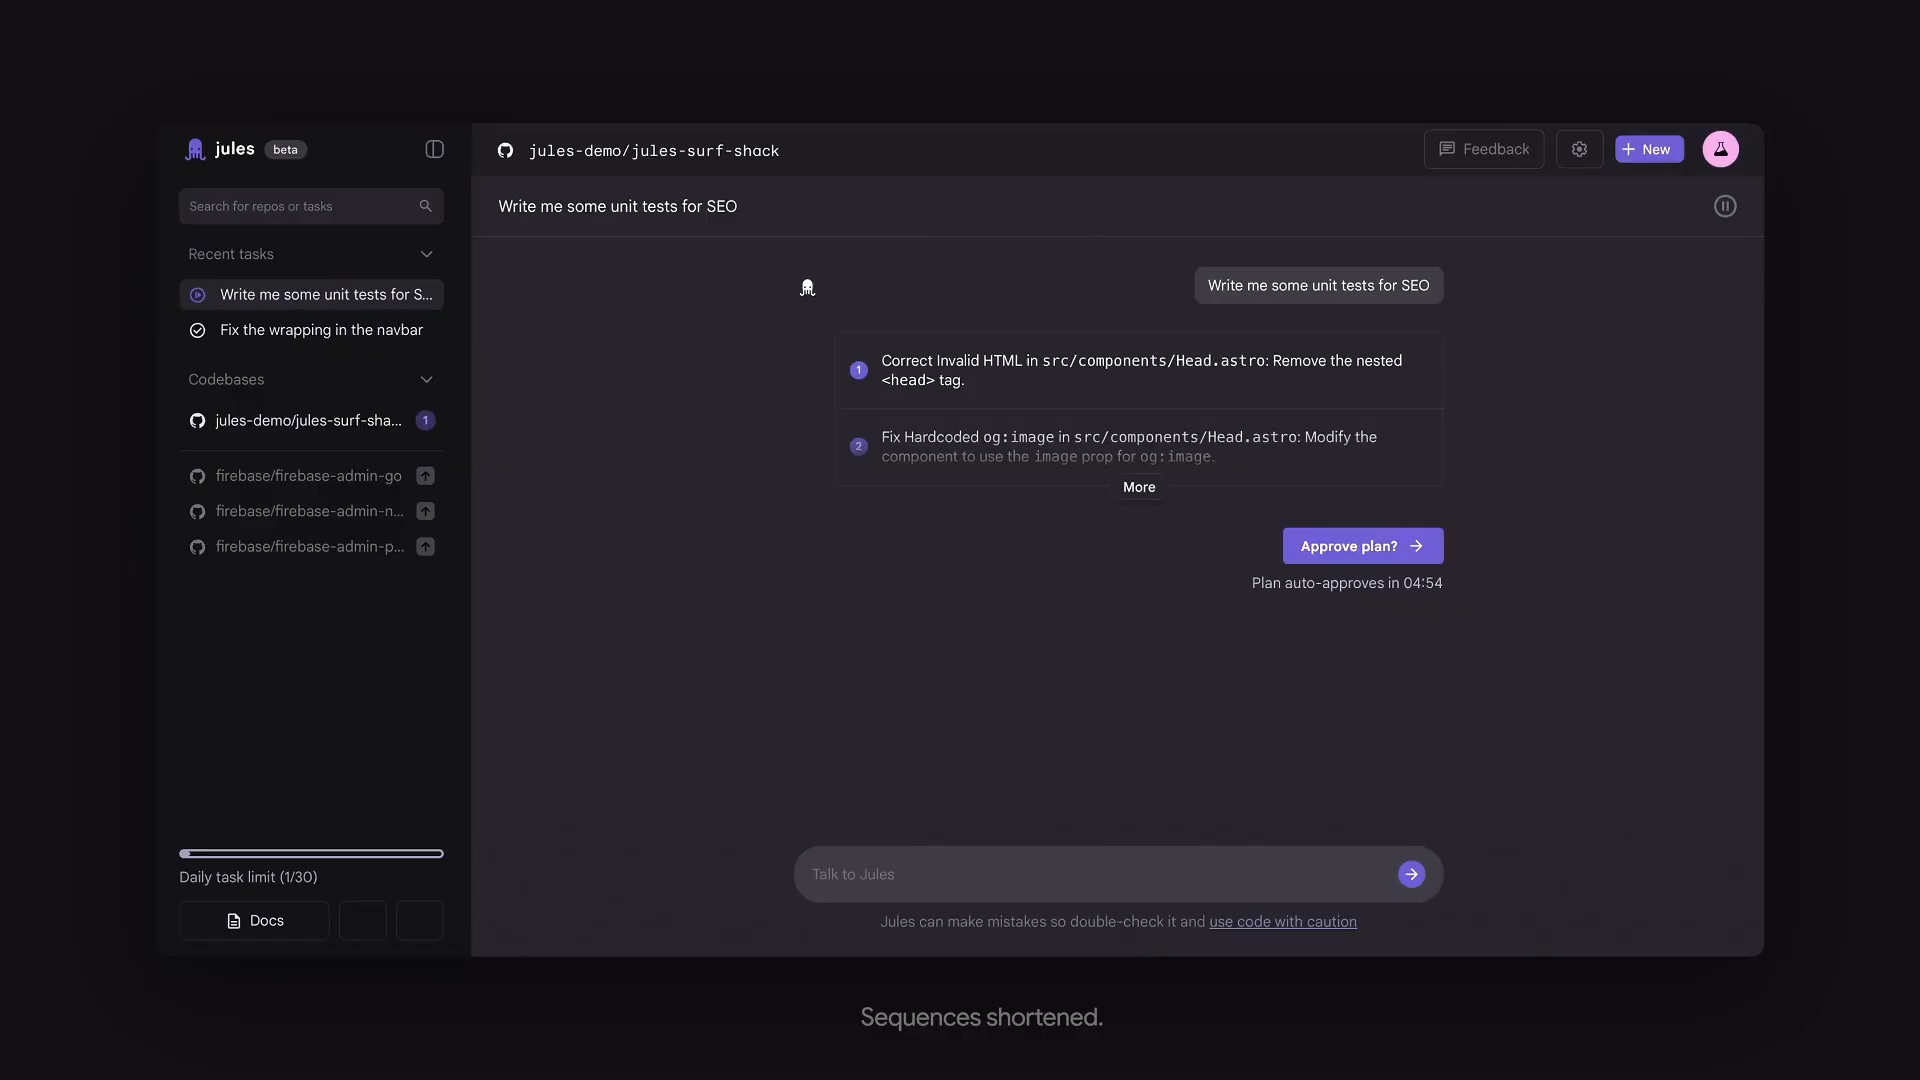 jules beta
Search for repos or tasks
Recent tasks
Write me some unit tests for S...
Fix the wrapping in the navbar
Codebases
jules-demo/jules-surf-sha... 1
firebase/firebase-admin-go
firebase/firebase-admin-n...
firebase/firebase-admin-p...
Daily task limit (1/30)
Docs
jules-demo/jules-surf-shack
Feedback
New
Write me some unit tests for SEO
Write me some unit tests for SEO
1 Correct Invalid HTML in src/components/Head.astro: Remove the nested
<head> tag.
2 Fix Hardcoded og:image in src/components/Head.astro: Modify the
component to use the image prop for og:image.
More
Approve plan?
Plan auto-approves in 04:54
Talk to Jules
Jules can make mistakes so double-check it and use code with caution
Sequences shortened.